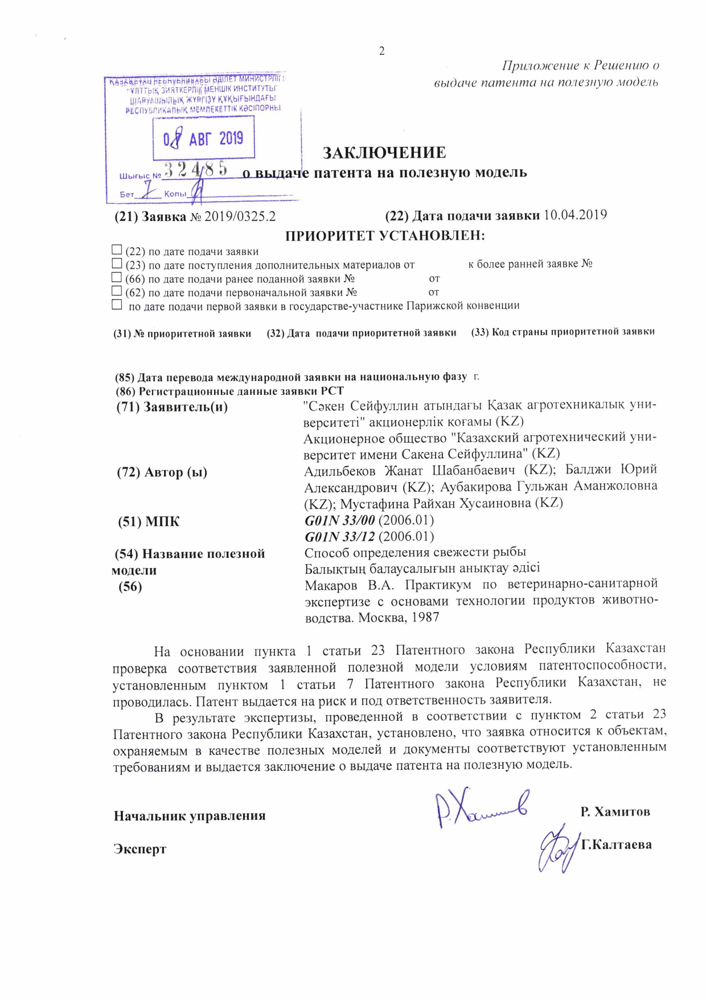 2
Приложение к Решению о
выдаче патента на полезную модель
ҚАЗАҚСТАН РЕСПУБЛИКАСЫ ӘДІЛЕТ МИНИСТРЛІГІ
"ҰЛТТЫҚ ЗИЯТКЕРЛІК МЕНШІК ИНСТИТУТЫ"
ШАРУАШЫЛЫҚ ЖҮРГІЗУ ҚҰҚЫҒЫНДАҒЫ
РЕСПУБЛИКАЛЫҚ МЕМЛЕКЕТТІК КӘСІПОРНЫ
АВГ 2019
Шығыс № 32485
Бет Қолы
ЗАКЛЮЧЕНИЕ
о выдаче патента на полезную модель
(21) Заявка № 2019/0325.2 (22) Дата подачи заявки 10.04.2019
ПРИОРИТЕТ УСТАНОВЛЕН:
(22) по дате подачи заявки
(23) по дате поступления дополнительных материалов от к более ранней заявке №
(66) по дате подачи ранее поданной заявки № от
(62) по дате подачи первоначальной заявки № от
по дате подачи первой заявки в государстве-участнике Парижской конвенции
(31) № приоритетной заявки (32) Дата подачи приоритетной заявки (33) Код страны приоритетной заявки
(85) Дата перевода международной заявки на национальную фазу г.
(86) Регистрационные данные заявки РСТ
(71) Заявитель(и) "Сәкен Сейфуллин атындағы Қазақ агротехникалық уни-
верситеті" акционерлік қоғамы (KZ)
Акционерное общество "Казахский агротехнический уни-
верситет имени Сакена Сейфуллина" (KZ)
(72) Автор (ы) Адильбеков Жанат Шабанбаевич (KZ); Балджи Юрий
Александрович (KZ); Аубакирова Гульжан Аманжоловна
(KZ); Мустафина Райхан Хусаиновна (KZ)
(51) МПК G01N 33/00 (2006.01)
G01N 33/12 (2006.01)
(54) Название полезной Способ определения свежести рыбы
модели Балықтың балаусалығын анықтау әдісі
(56) Макаров В.А. Практикум по ветеринарно-санитарной
экспертизе с основами технологии продуктов животно-
водства. Москва, 1987
На основании пункта 1 статьи 23 Патентного закона Республики Казахстан
проверка соответствия заявленной полезной модели условиям патентоспособности,
установленным пунктом 1 статьи 7 Патентного закона Республики Казахстан, не
проводилась. Патент выдается на риск и под ответственность заявителя.
В результате экспертизы, проведенной в соответствии с пунктом 2 статьи 23
Патентного закона Республики Казахстан, установлено, что заявка относится к объектам,
охраняемым в качестве полезных моделей и документы соответствуют установленным
требованиям и выдается заключение о выдаче патента на полезную модель.
Начальник управления Р. Хамитов
Эксперт Г.Калтаева